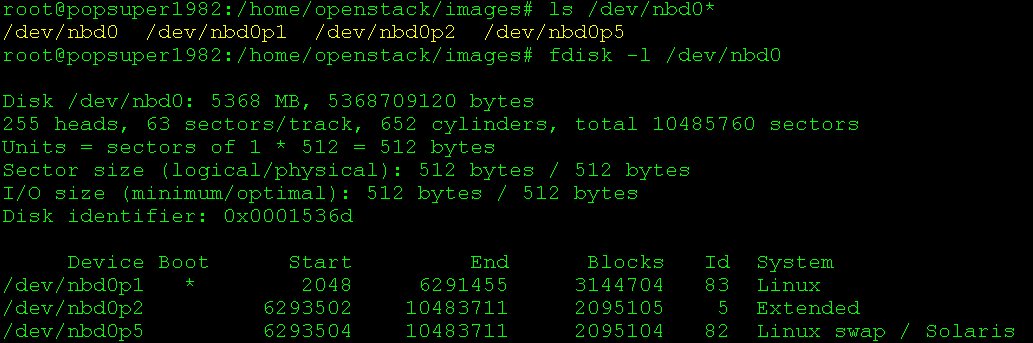 root@popsuper1982:/home/openstack/images# ls /dev/nbd0*
/dev/nbd0  /dev/nbd0p1  /dev/nbd0p2  /dev/nbd0p5
root@popsuper1982:/home/openstack/images# fdisk -l /dev/nbd0
Disk /dev/nbd0: 5368 MB, 5368709120 bytes
255 heads, 63 sectors/track, 652 cylinders, total 10485760 sectors
Units = sectors of 1 * 512 = 512 bytes
Sector size (logical/physical): 512 bytes / 512 bytes
I/O size (minimum/optimal): 512 bytes / 512 bytes
Disk identifier: 0x0001536d
Device Boot      Start         End      Blocks   Id  System
/dev/nbd0p1   *        2048     6291455     3144704   83  Linux
/dev/nbd0p2         6293502    10483711     2095105    5  Extended
/dev/nbd0p5         6293504    10483711     2095104   82  Linux swap / Solaris